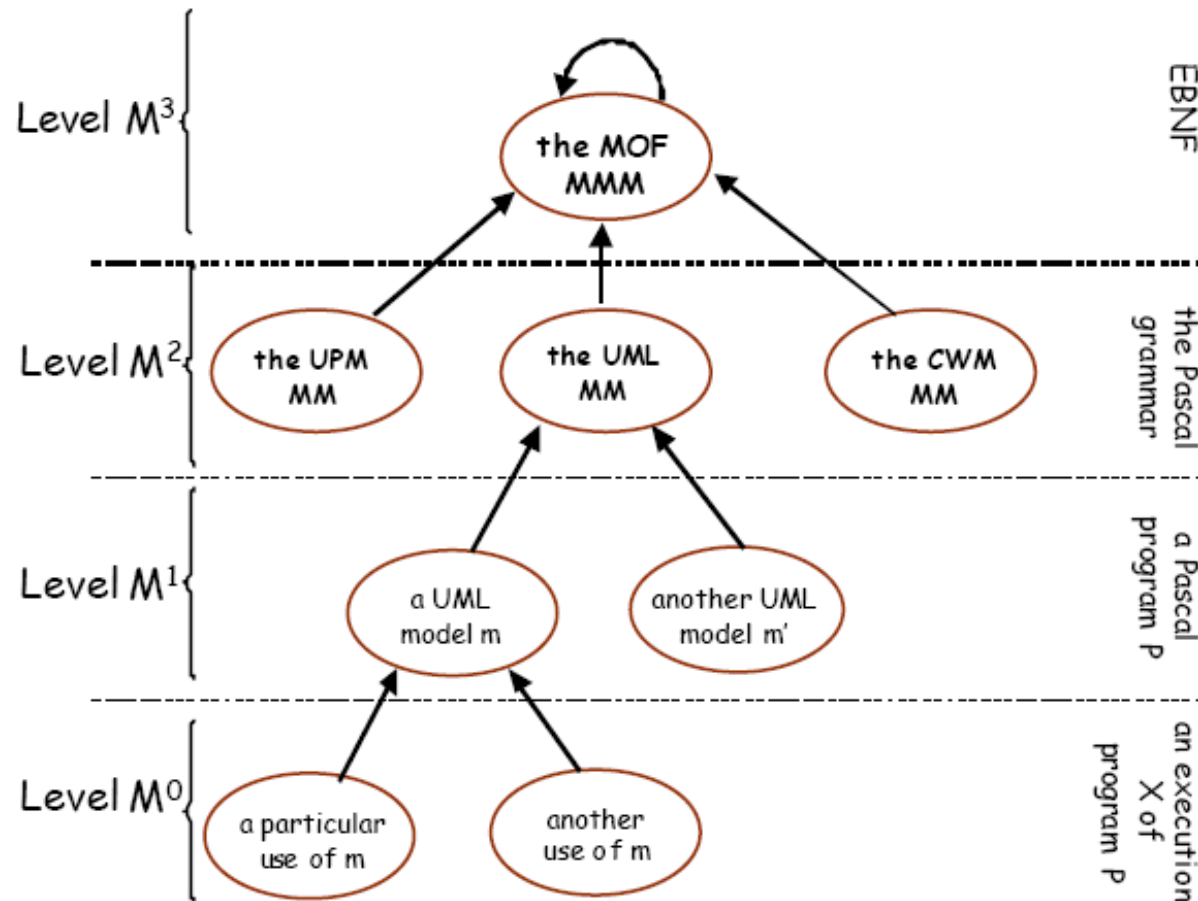 Level M³
the MOF
MMM
EBNF
Level M²
the UPM
MM
the UML
MM
the CWM
MM
the Pascal
grammar
Level M¹
a UML
model m
another UML
model m′
a Pascal
program P
Level M⁰
a particular
use of m
another
use of m
an execution
X of
program P